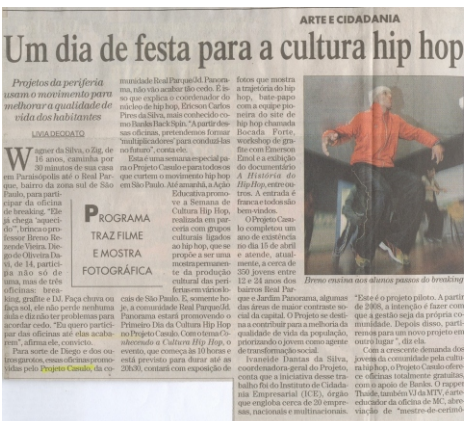 ARTE E CIDADANIA
Um dia de festa para a cultura hip hop
Projetos da periferia
usam o movimento para
melhorar a qualidade de
vida dos habitantes
LIVIA DEODATO
Wagner da Silva, o Zig, de
16 anos, caminha por
30 minutos de sua casa
em Paraisópolis até o Real Par-
que, bairro da zona sul de São
Paulo, para parti-
cipar da oficina
de breaking. "Ele
já chega 'aqueci-
do'", brinca o pro-
fessor Breno Re-
zende Vieira. Die-
go de Oliveira Da-
vi, de 14, partici-
pa não só de
uma, mas de três
oficinas: brea-
king, grafite e DJ. Faça chuva ou
faça sol, ele não perde nenhuma
aula e diz não ter problemas para
acordar cedo. "Eu quero partici-
par das oficinas até elas acaba-
rem", afirma ele, convicto.
Para sorte de Diego e dos ou-
tros garotos, essas oficinas promo-
vidas pelo Projeto Casulo, da co-
PROGRAMA
TRAZ FILME
E MOSTRA
FOTOGRÁFICA
munidade Real Parque3d. Panora-
ma, não vão acabar tão cedo. É is-
so que explica o coordenador do
núcleo de hip hop, Ericson Carlos
Pires da Silva, mais conhecido co-
mo Banks Back Spin. "A partir des-
sas oficinas, pretendemos formar
'multiplicadores' para conduzi-las
no futuro", conta ele.
Esta é uma semana especial pa-
ra o Projeto Casulo e para todos os
que curtem o movimento hip hop
em São Paulo. Até amanhã, a Ação
Educativa promo-
ve a Semana de
Cultura Hip Hop,
realizada em par-
ceria com grupos
culturais ligados
ao hip hop, que se
propõe a ser uma
mostra permanen-
te da produção
cultural das peri-
ferias em vários lo-
cais de São Paulo. E, somente ho-
je, a comunidade Real Parque3d.
Panorama estará promovendo o
Primeiro Dia da Cultura Hip Hop
no Projeto Casulo. Com o tema Co-
nhecendo a Cultura Hip Hop, o
evento, que começa às 10 horas e
está previsto para durar até as
20h30, contará com exposição de
fotos que mostra
a trajetória do hip
hop, bate-papo
com a equipe pio-
neira do site de
hip hop chamada
Bocada Forte,
workshop de gra-
fite com Emerson
Emol e a exibição
do documentário
A História do
Hip Hop, entre ou-
tros. A entrada é
franca e todos são
bem-vindos.
O Projeto Casu-
lo completou um
ano de existência
no dia 15 de abril
e atende, atual-
mente, a cerca de
350 jovens entre
12 e 24 anos dos
bairros Real Par-
que e Jardim Panorama, algumas
das áreas de maior contraste so-
cial da capital. O Projeto se desti-
na a contribuir para a melhoria da
qualidade de vida da população,
priorizando o jovem como agente
de transformação social.
Ivaneide Dantas da Silva,
coordenadora-geral do Projeto,
conta que a iniciativa desse tra-
balho foi do Instituto de Cidada-
nia Empresarial (ICE), órgão
que engloba cerca de 20 empre-
sas, nacionais e multinacionais.
Breno ensina aos alunos passos do breaking
"Este é o projeto piloto. A partir
de 2008, a intenção é fazer com
que a gestão seja da própria co-
munidade. Depois disso, parti-
remos para um novo projeto em
outro lugar", diz ela.
Com a crescente demanda dos
jovens da comunidade pela cultu-
ra hip hop, o Projeto Casulo ofere-
ce oficinas totalmente gratuitas,
com o apoio de Banks. O rapper
Thaíde, também VJ da MTV, é arte-
educador da oficina de MC, abre-
viação de "mestre-de-cerimô-